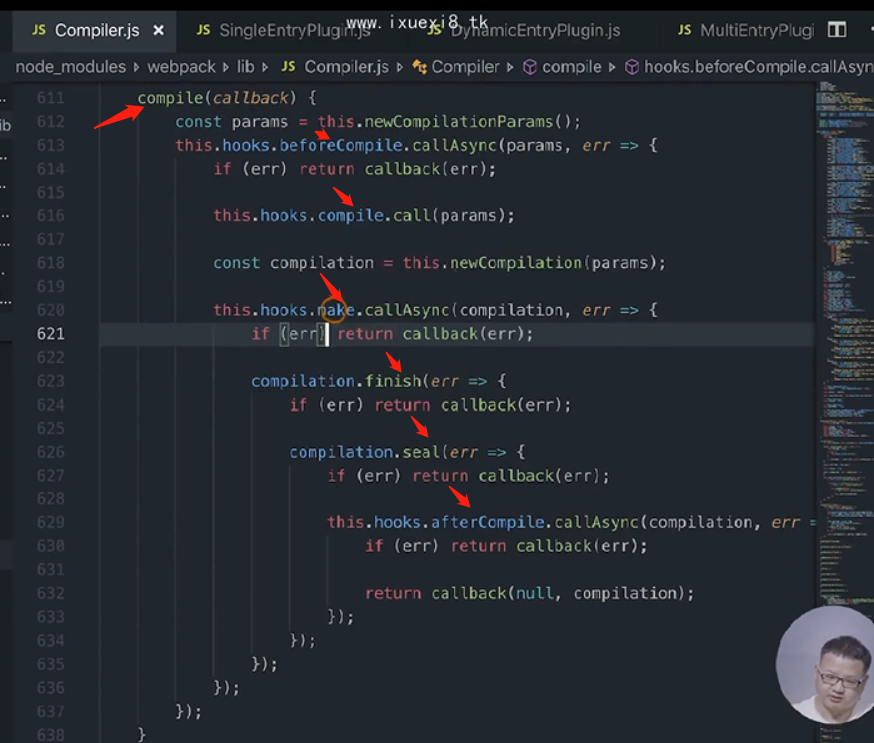 www.ixuexi8.tk
JS Compiler.js × JS SingleEntryPlugin.js JS DynamicEntryPlugin.js JS MultiEntryPlugi
node_modules > webpack > lib > JS Compiler.js > Compiler > compile > hooks.beforeCompile.callAsyn
611 compile(callback) {
612 const params = this.newCompilationParams();
613 this.hooks.beforeCompile.callAsync(params, err => {
614 if (err) return callback(err);
615
616 this.hooks.compile.call(params);
617
618 const compilation = this.newCompilation(params);
619
620 this.hooks.make.callAsync(compilation, err => {
621 if (err) return callback(err);
622
623 compilation.finish(err => {
624 if (err) return callback(err);
625
626 compilation.seal(err => {
627 if (err) return callback(err);
628
629 this.hooks.afterCompile.callAsync(compilation, err =
630 if (err) return callback(err);
631
632 return callback(null, compilation);
633 });
634 });
635 });
636 });
637 });
638 }